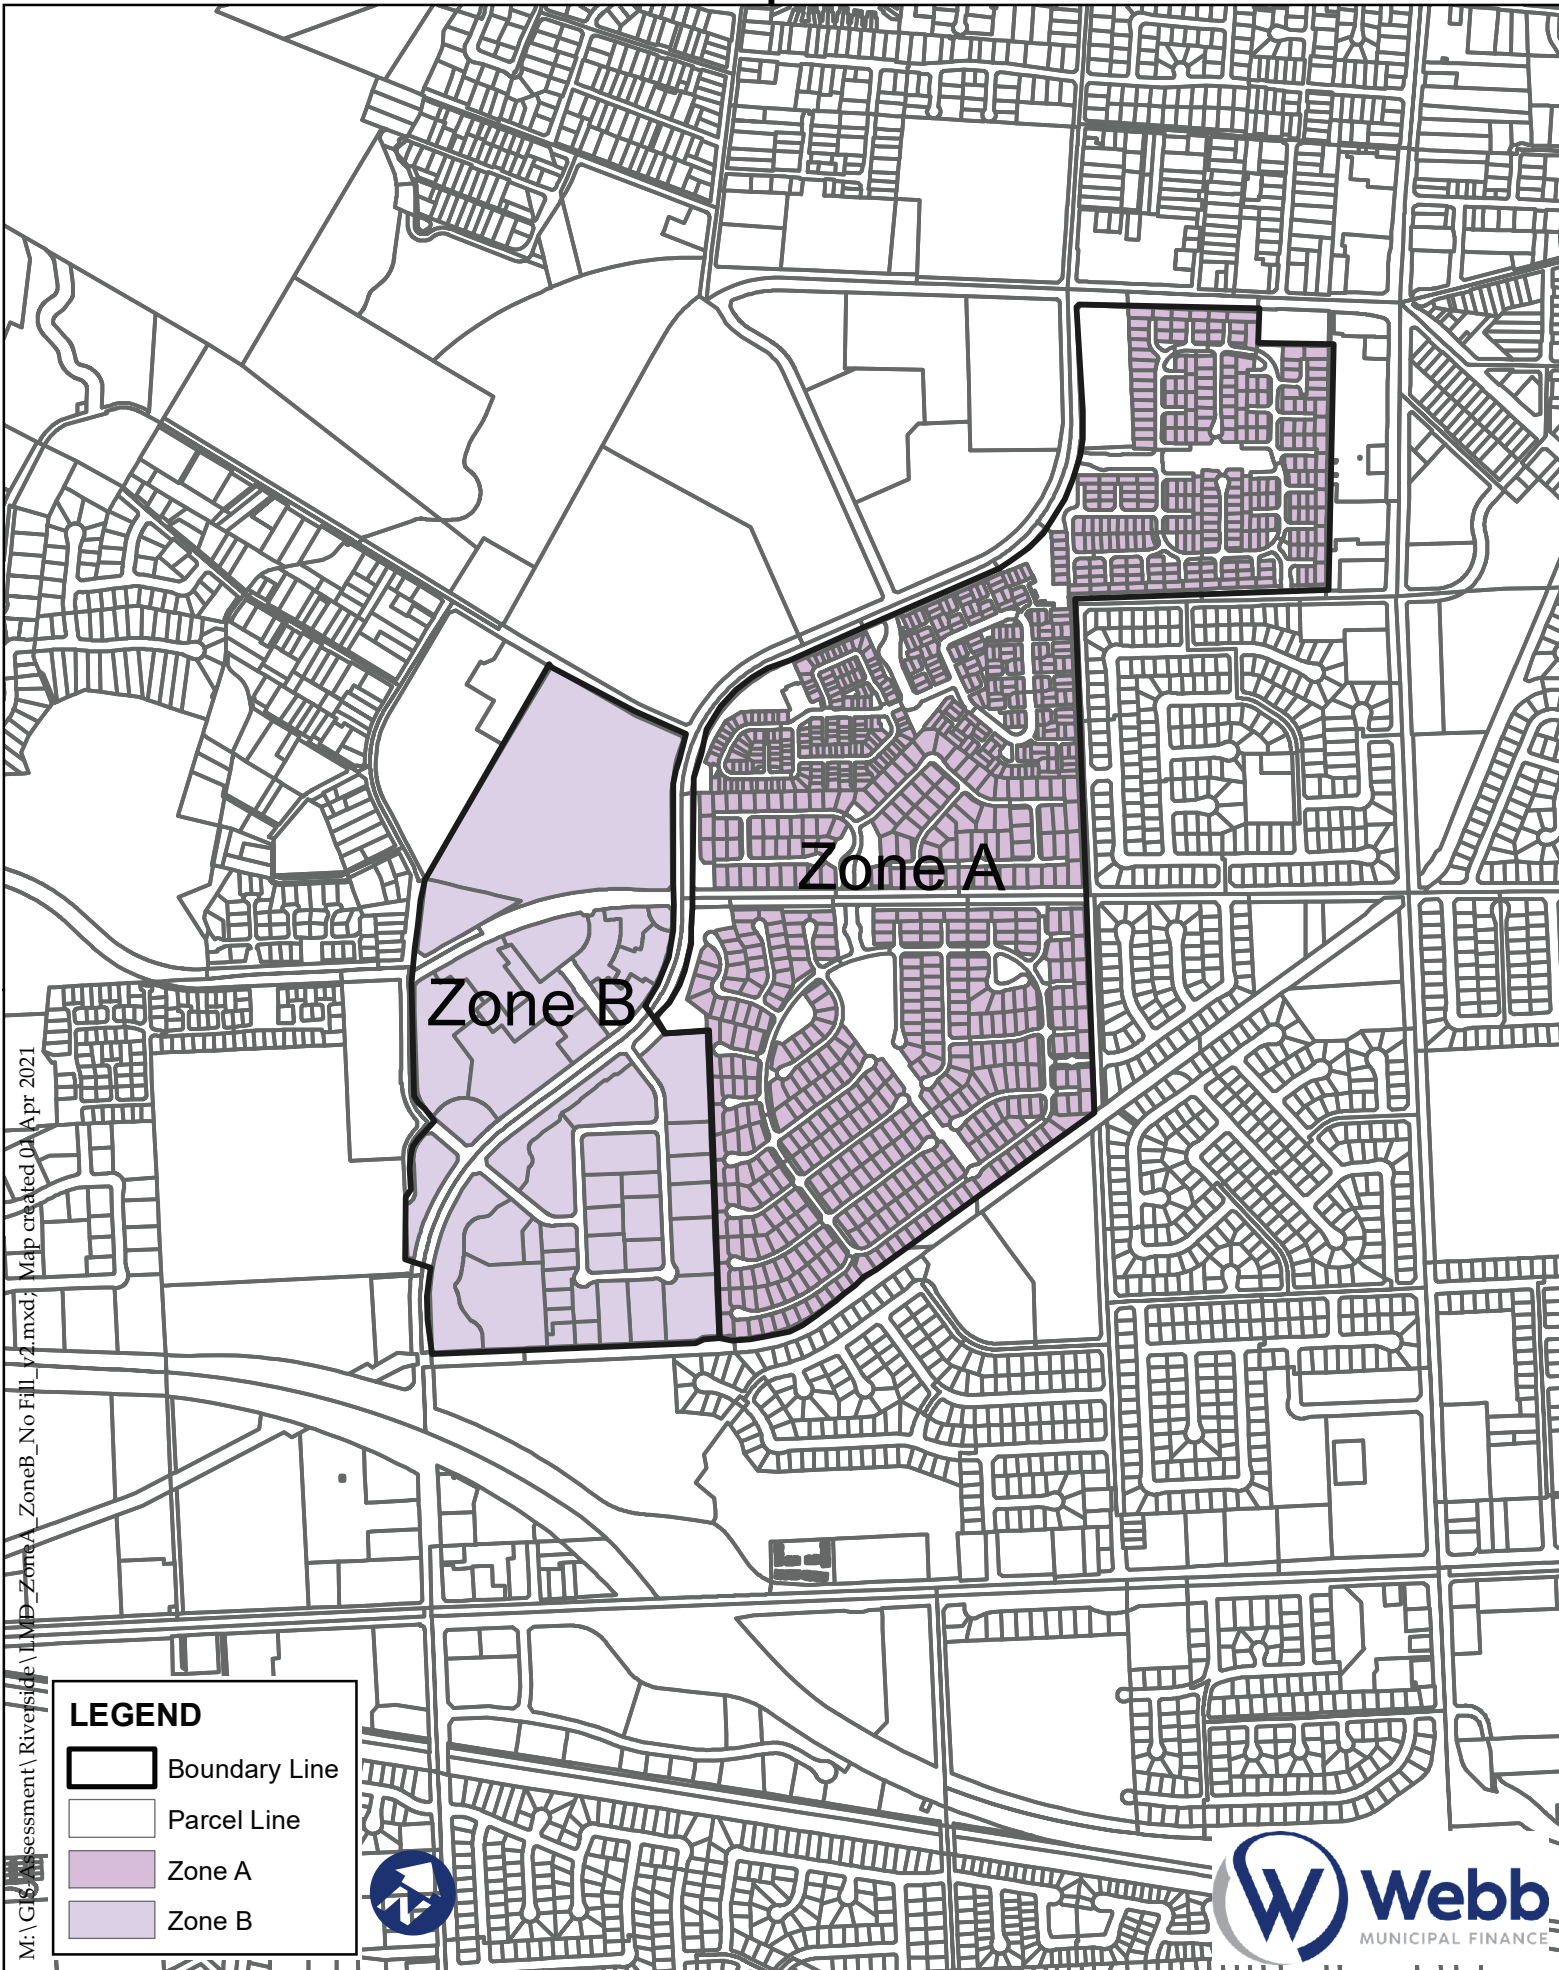 Zone A
Zone B
M: \ GIS-Assessment \ Riverside \ LMD_ZoneA_ZoneB_No Fill_v2.mxd; Map created 01 Apr 2021
LEGEND
Boundary Line
Parcel Line
Zone A
Zone B
W Webb
MUNICIPAL FINANCE